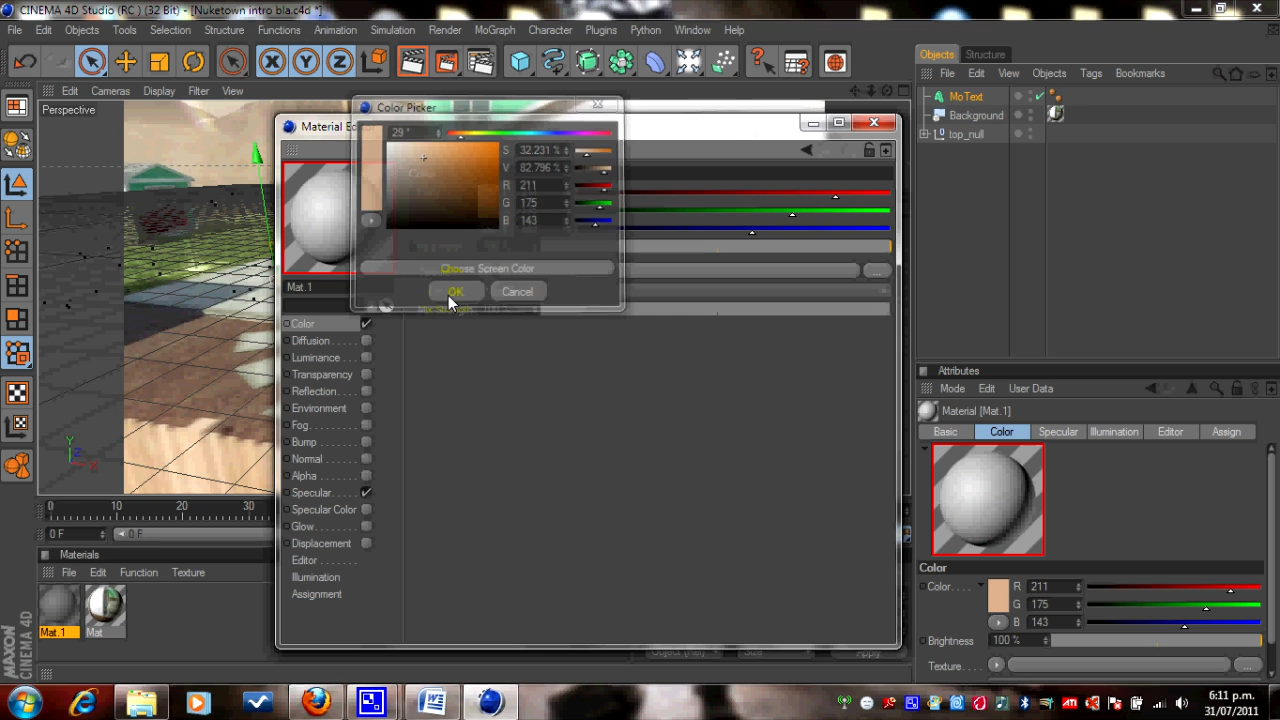 CINEMA 4D Studio (RC ) (32 Bit) - [Nuketown intro bla.c4d *]
File Edit Objects Tools Selection Structure Functions Animation Simulation Render MoGraph Character Plugins Python Window Help
X Y Z
Objects Structure
File Edit View Objects Tags Bookmarks
MoText
Background
top_null
Edit Cameras Display Filter View
Perspective
Color Picker
Material Ed
29 °
S 32.231 %
V 82.796 %
R 211
G 175
B 143
Choose Screen Color
OK Cancel
Mat.1
Color
Diffusion
Luminance
Transparency
Reflection
Environment
Fog
Bump
Normal
Alpha
Specular
Specular Color
Glow
Displacement
Editor
Illumination
Assignment
Y
Z
X
0 10 20 30
0 F 0 F
Materials
File Edit Function Texture
Mat.1 Mat
MAXON
CINEMA 4D
Size Apply
Attributes
Mode Edit User Data
Material [Mat.1]
Basic Color Specular Illumination Editor Assign
Color
Color R 211
G 175
B 143
Brightness 100 %
Texture
6:11 p.m.
31/07/2011